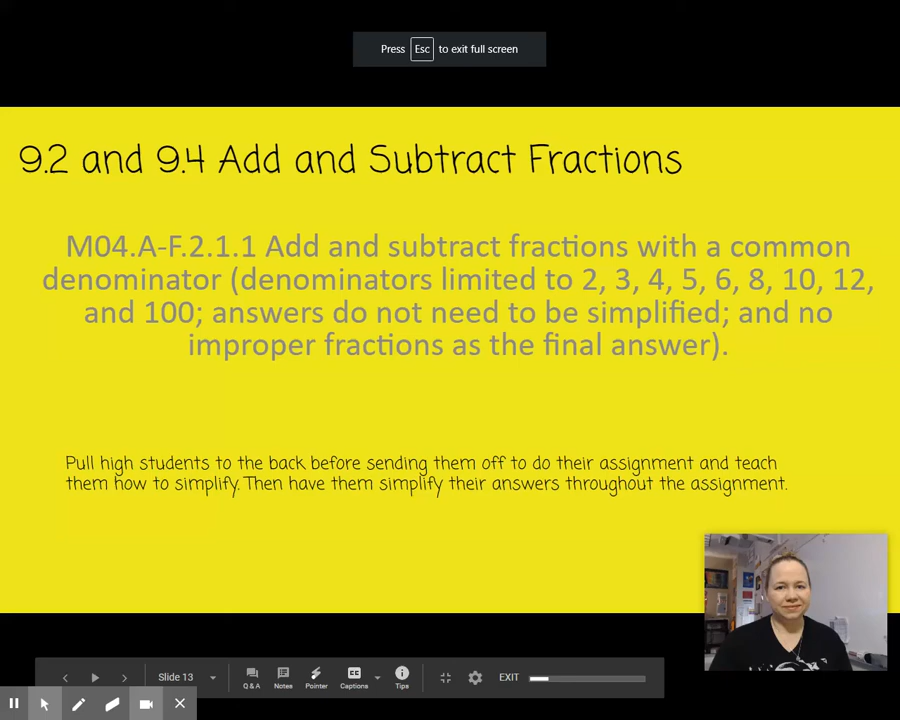 Press Esc to exit full screen
9.2 and 9.4 Add and Subtract Fractions
M04.A-F.2.1.1 Add and subtract fractions with a common
denominator (denominators limited to 2, 3, 4, 5, 6, 8, 10, 12,
and 100; answers do not need to be simplified; and no
improper fractions as the final answer).
Pull high students to the back before sending them off to do their assignment and teach
them how to simplify. Then have them simplify their answers throughout the assignment.
Slide 13
Q & A
Notes
Pointer
CC
Captions
Tips
EXIT